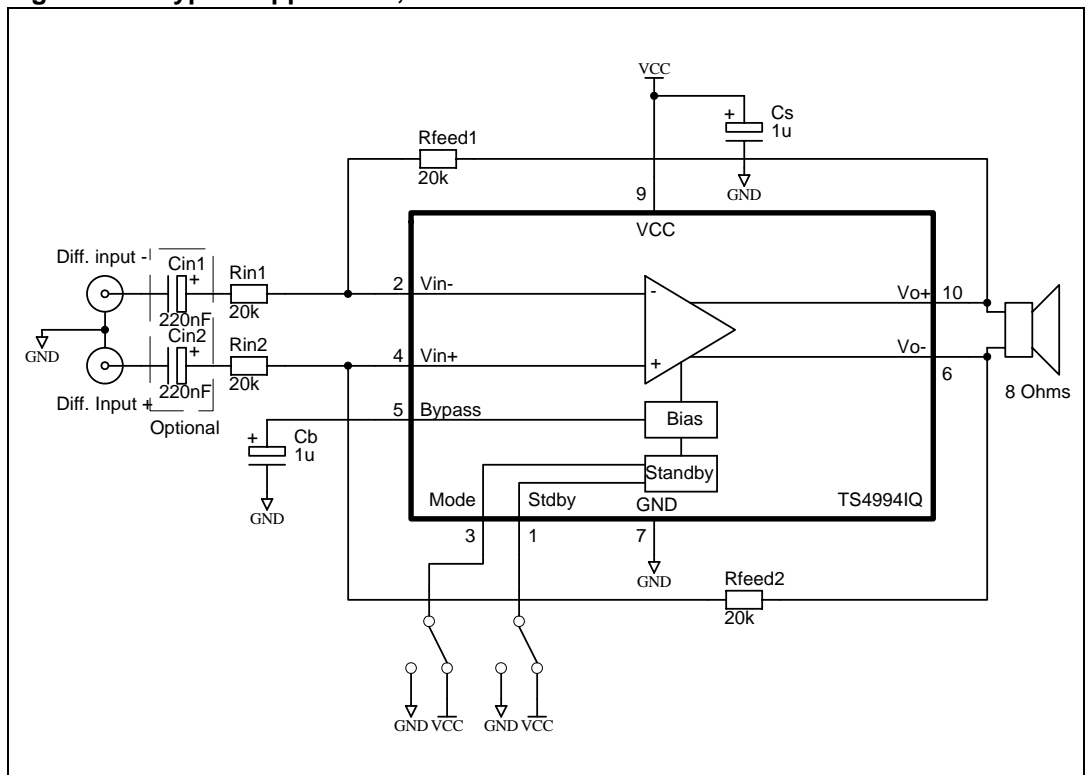 VCC
+ Cs
1u
GND
Rfeed1
20k
9
VCC
Diff. input -
Cin1
+
220nF
Rin1
20k
2 Vin-
-
Vo+ 10
GND
Cin2
+
220nF
Rin2
20k
4 Vin+
+
Vo-
6
8 Ohms
Diff. Input +
Optional
5 Bypass
Bias
+ Cb
1u
GND
Standby
Mode
Stdby
GND
TS4994IQ
3
1
7
GND
Rfeed2
20k
GND VCC
GND VCC